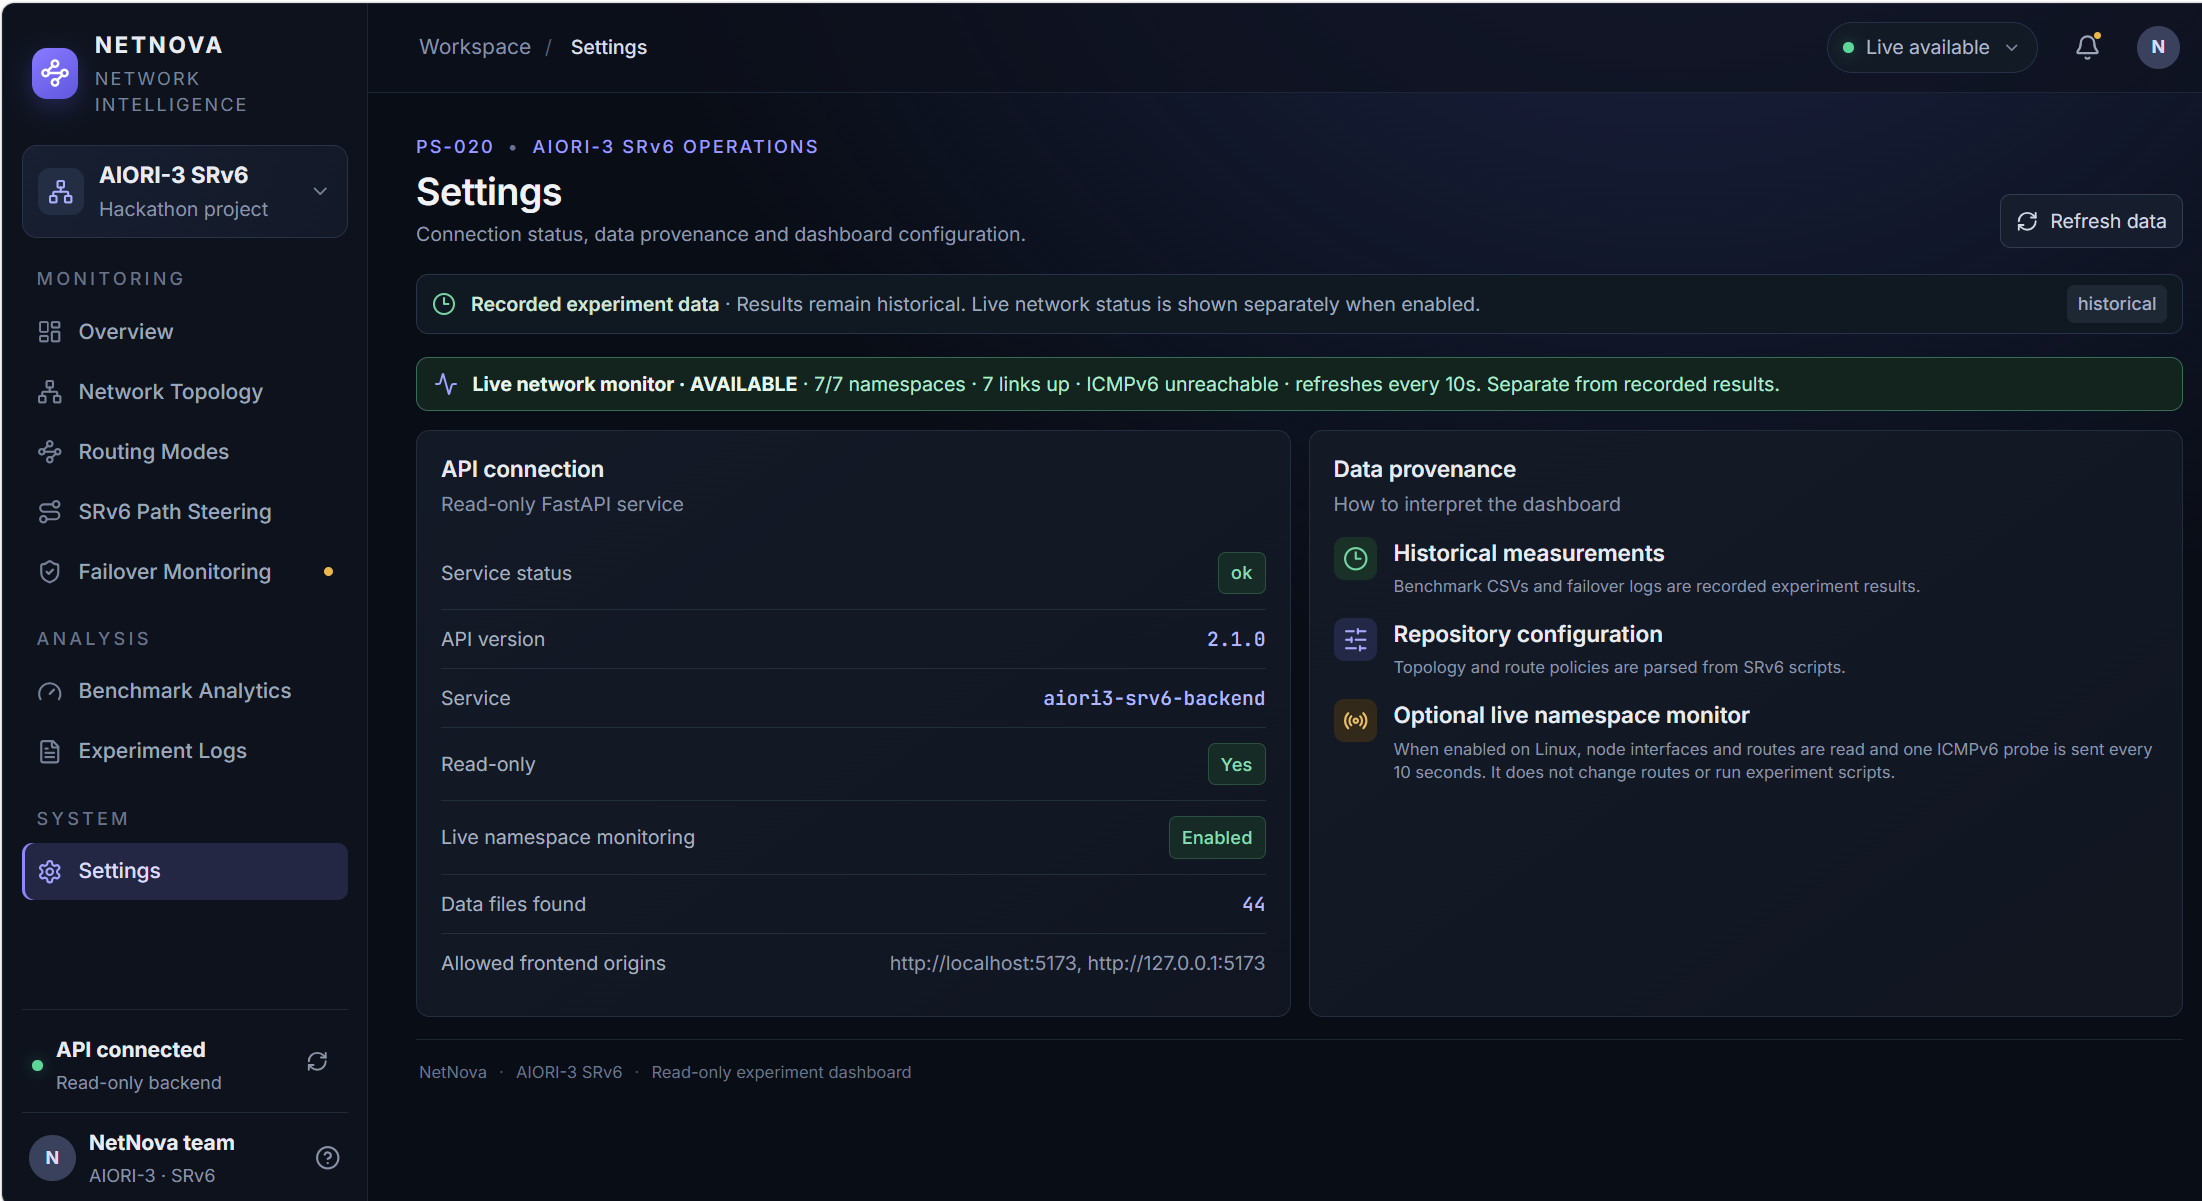 NETNOVA
NETWORK
INTELLIGENCE
AIORI-3 SRv6
Hackathon project
MONITORING
Overview
Network Topology
Routing Modes
SRv6 Path Steering
Failover Monitoring
ANALYSIS
Benchmark Analytics
Experiment Logs
SYSTEM
Settings
API connected
Read-only backend
N
NetNova team
AIORI-3 · SRv6
Workspace / Settings
Live available
N
PS-020 • AIORI-3 SRv6 OPERATIONS
Settings
Connection status, data provenance and dashboard configuration.
Refresh data
Recorded experiment data · Results remain historical. Live network status is shown separately when enabled.
historical
Live network monitor · AVAILABLE · 7/7 namespaces · 7 links up · ICMPv6 unreachable · refreshes every 10s. Separate from recorded results.
API connection
Read-only FastAPI service
Service status ok
API version 2.1.0
Service aiori3-srv6-backend
Read-only Yes
Live namespace monitoring Enabled
Data files found 44
Allowed frontend origins http://localhost:5173, http://127.0.0.1:5173
Data provenance
How to interpret the dashboard
Historical measurements
Benchmark CSVs and failover logs are recorded experiment results.
Repository configuration
Topology and route policies are parsed from SRv6 scripts.
Optional live namespace monitor
When enabled on Linux, node interfaces and routes are read and one ICMPv6 probe is sent every
10 seconds. It does not change routes or run experiment scripts.
NetNova · AIORI-3 SRv6 · Read-only experiment dashboard